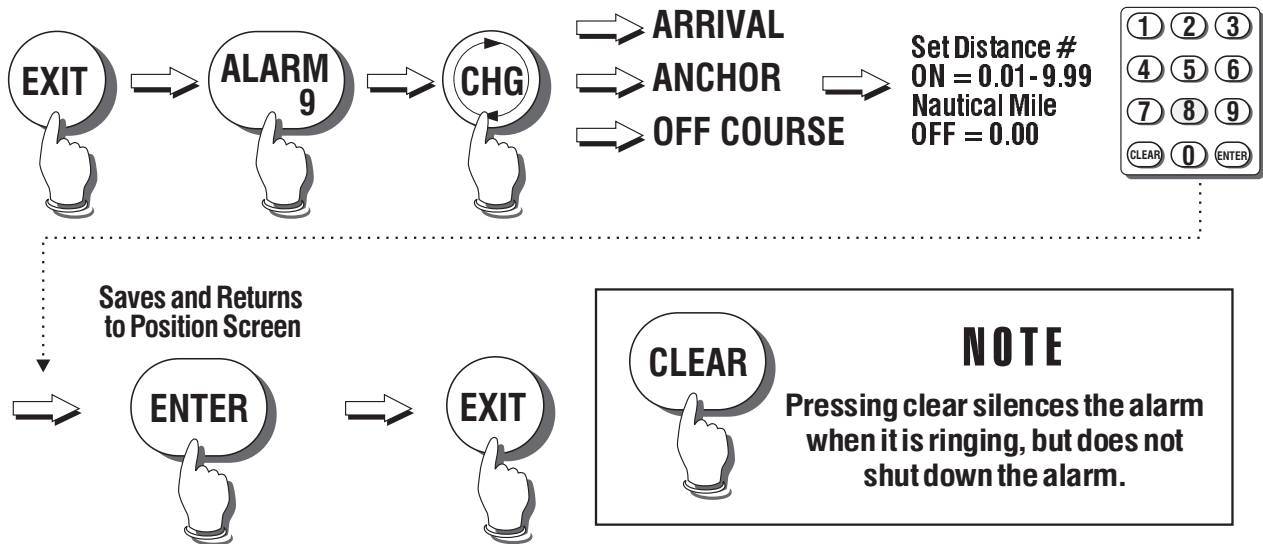 EXIT
ALARM
9
CHG
ARRIVAL
ANCHOR
OFF COURSE
Set Distance #
ON = 0.01-9.99
Nautical Mile
OFF = 0.00
1 2 3
4 5 6
7 8 9
CLEAR 0 ENTER
Saves and Returns
to Position Screen
ENTER
EXIT
CLEAR
NOTE
Pressing clear silences the alarm
when it is ringing, but does not
shut down the alarm.